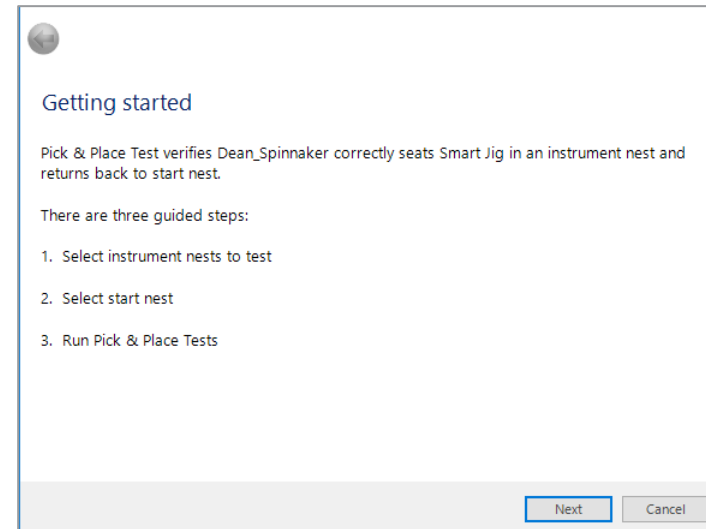 Getting started
Pick & Place Test verifies Dean_Spinnaker correctly seats Smart Jig in an instrument nest and
returns back to start nest.
There are three guided steps:
1. Select instrument nests to test
2. Select start nest
3. Run Pick & Place Tests
Next
Cancel